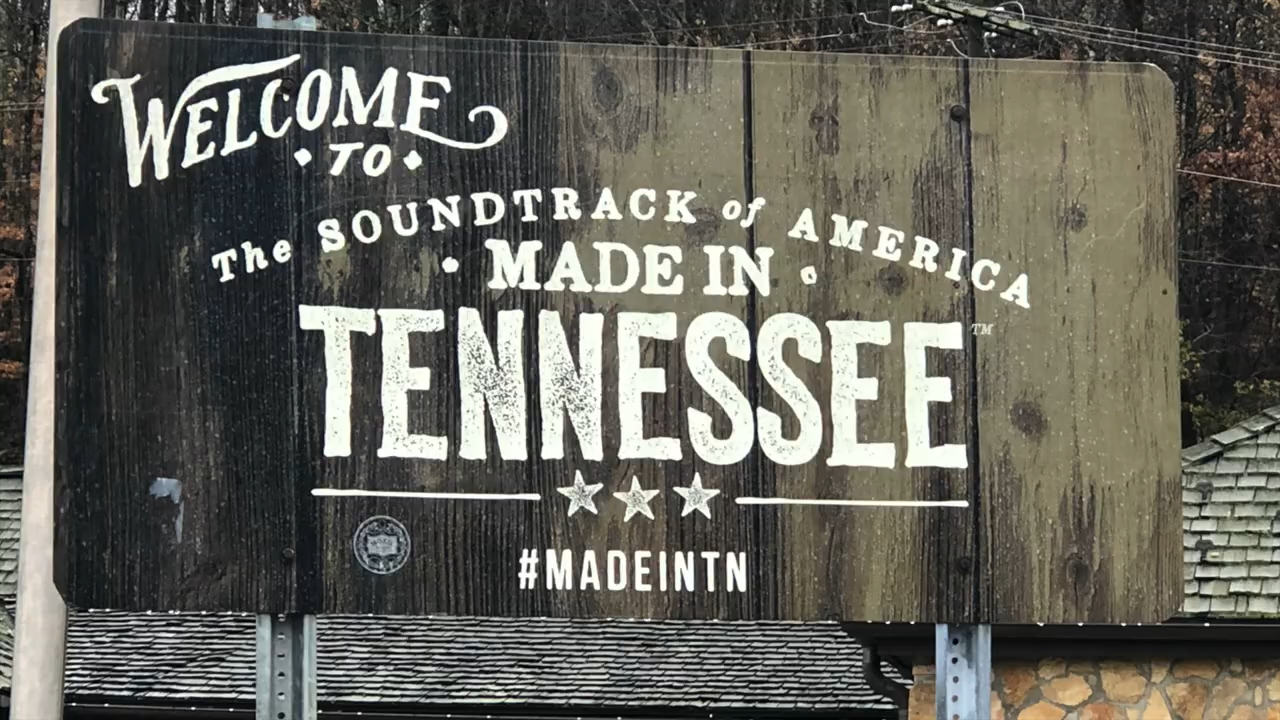 WELCOME
TO
The SOUNDTRACK of AMERICA
MADE IN
TENNESSEE™
#MADEINTN